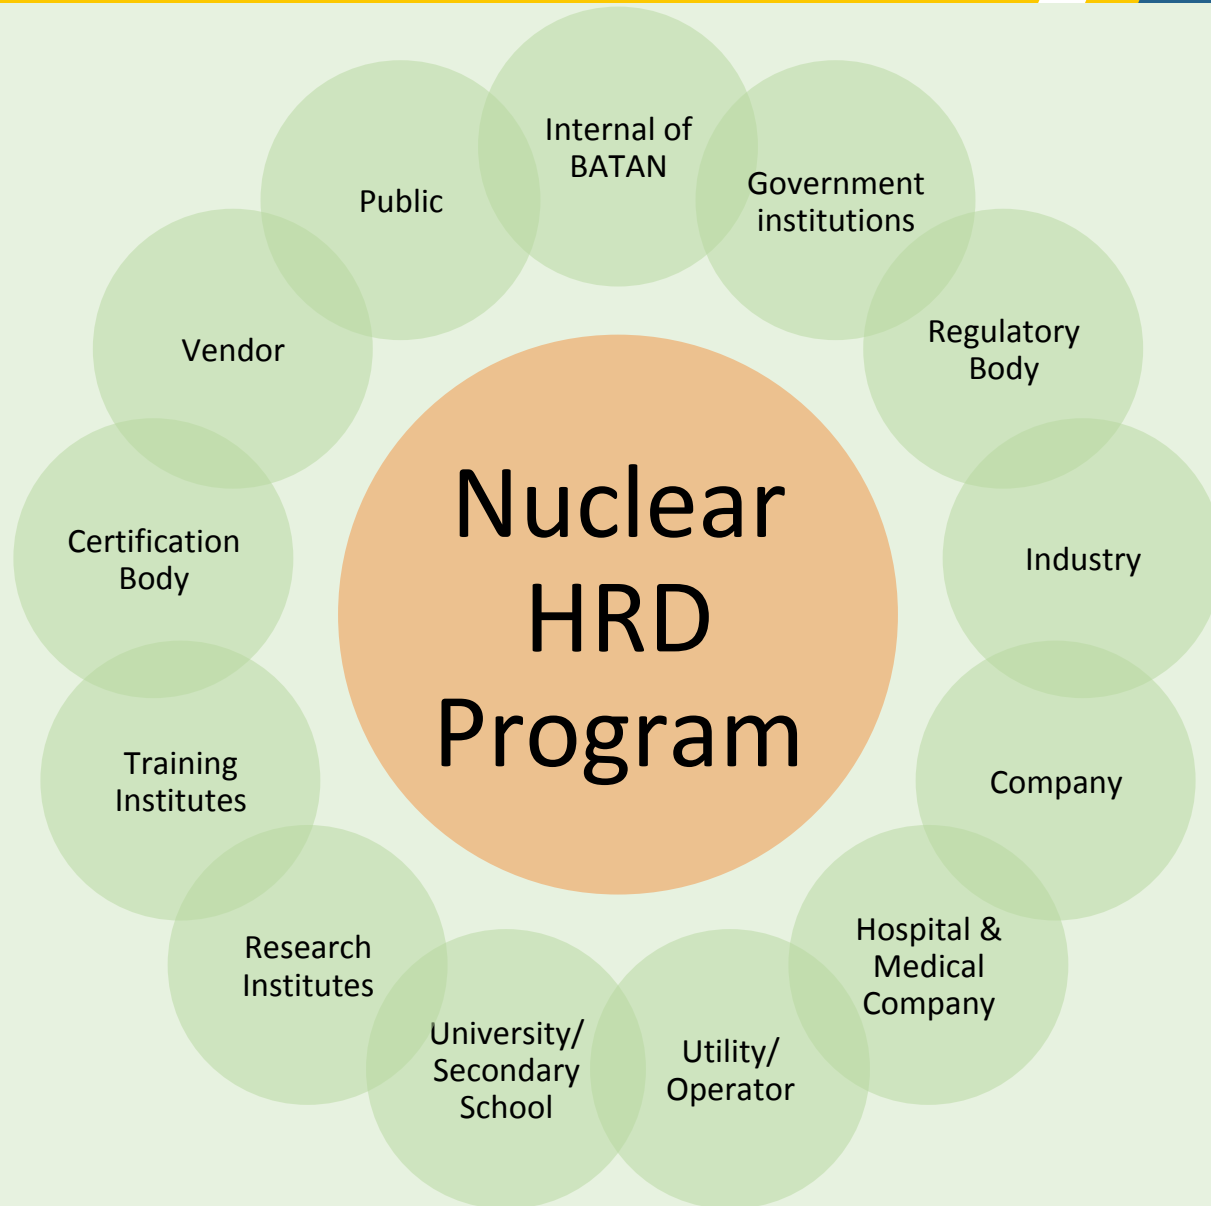 Internal of
BATAN
Government
institutions
Regulatory
Body
Industry
Company
Hospital &
Medical
Company
Utility/
Operator
University/
Secondary
School
Research
Institutes
Training
Institutes
Certification
Body
Vendor
Public
Nuclear
HRD
Program